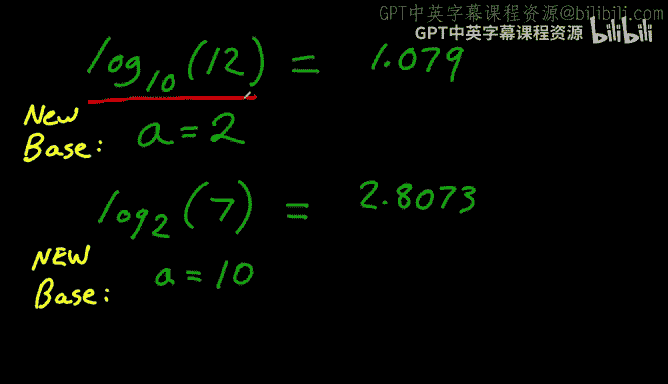 GPT中英字幕课程资源@bilibili.com
GPT中英字幕课程资源 bilibili
log₁₀(12) = 1.079
New
Base: a = 2
log₂(7) = 2.8073
NEW
Base: a = 10